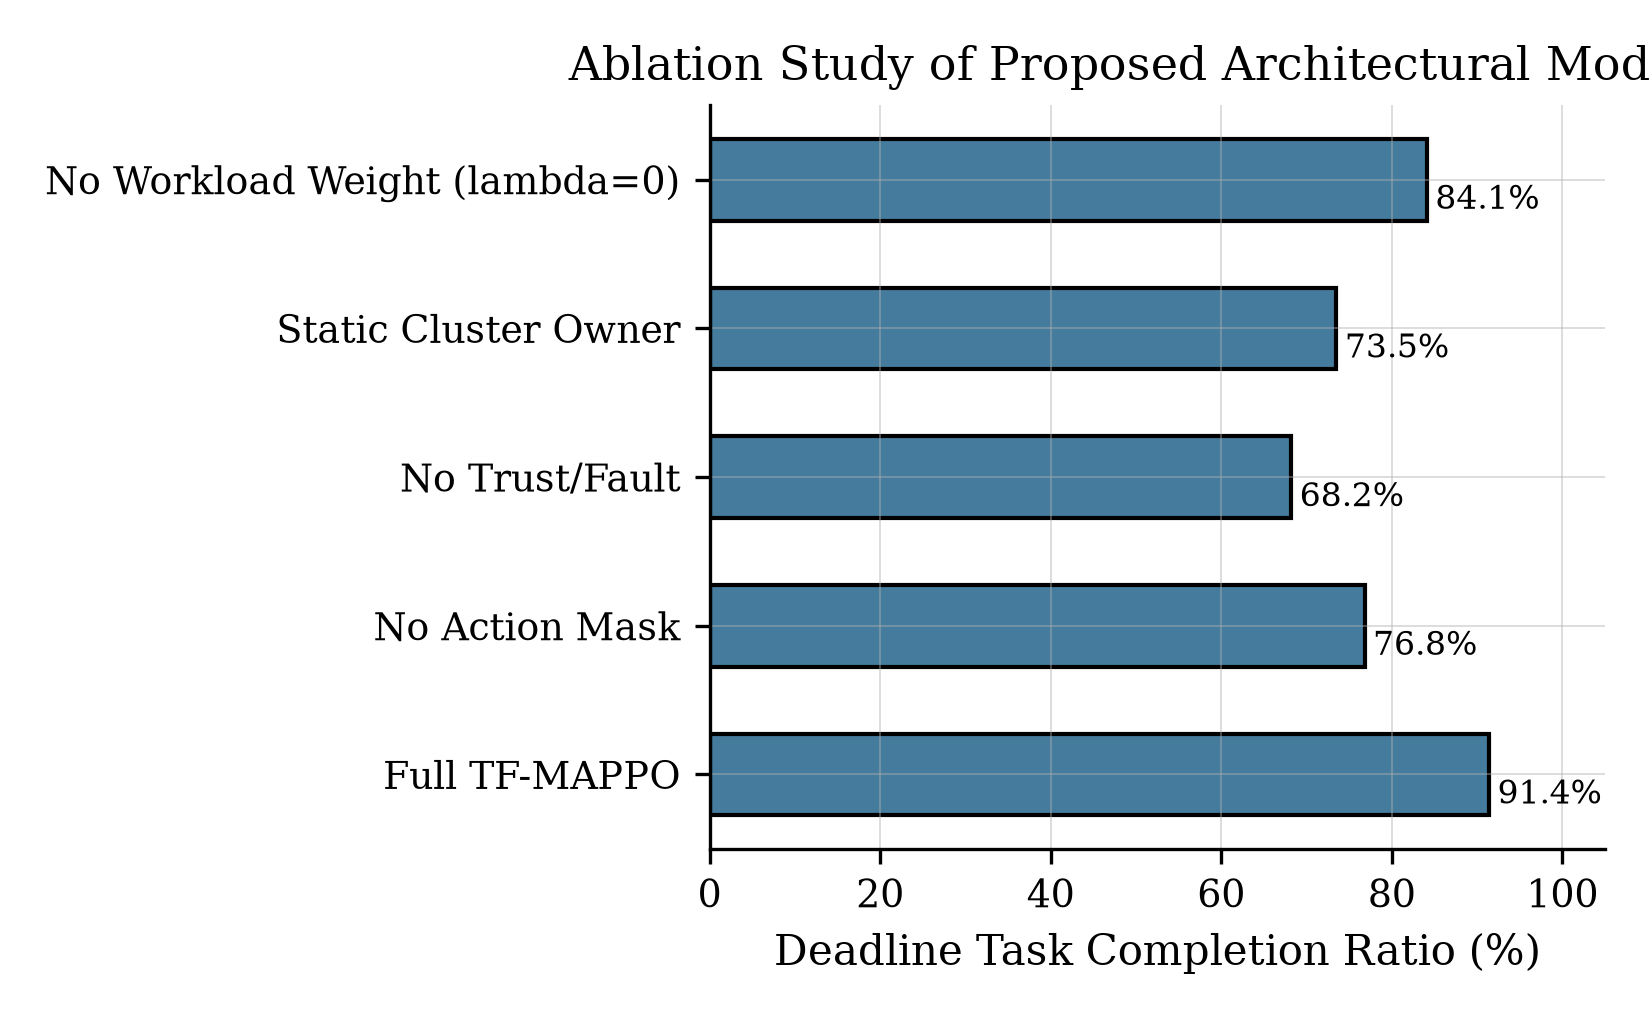 Ablation Study of Proposed Architectural Mod
No Workload Weight (lambda=0)
84.1%
Static Cluster Owner
73.5%
No Trust/Fault
68.2%
No Action Mask
76.8%
Full TF-MAPPO
91.4%
0 20 40 60 80 100
Deadline Task Completion Ratio (%)